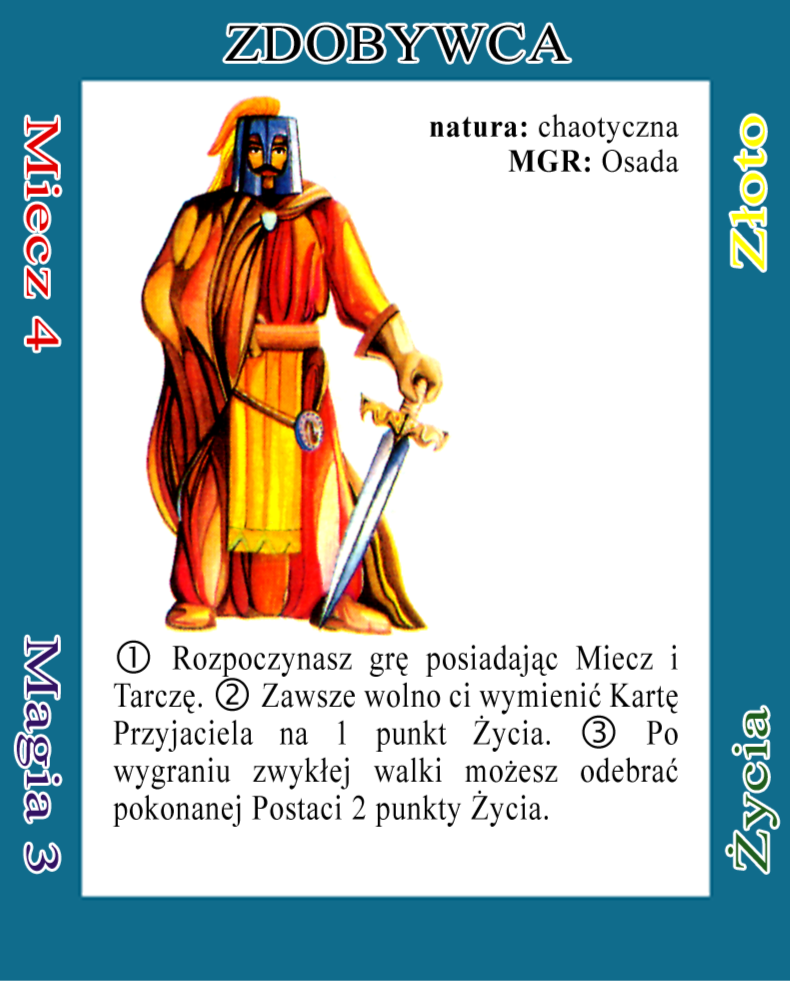 ZDOBYWCA
natura: chaotyczna
MGR: Osada
Miecz 4
Złoto
Magia 3
Życia
① Rozpoczynasz grę posiadając Miecz i
Tarczę. ② Zawsze wolno ci wymienić Kartę
Przyjaciela na 1 punkt Życia. ③ Po
wygraniu zwykłej walki możesz odebrać
pokonanej Postaci 2 punkty Życia.